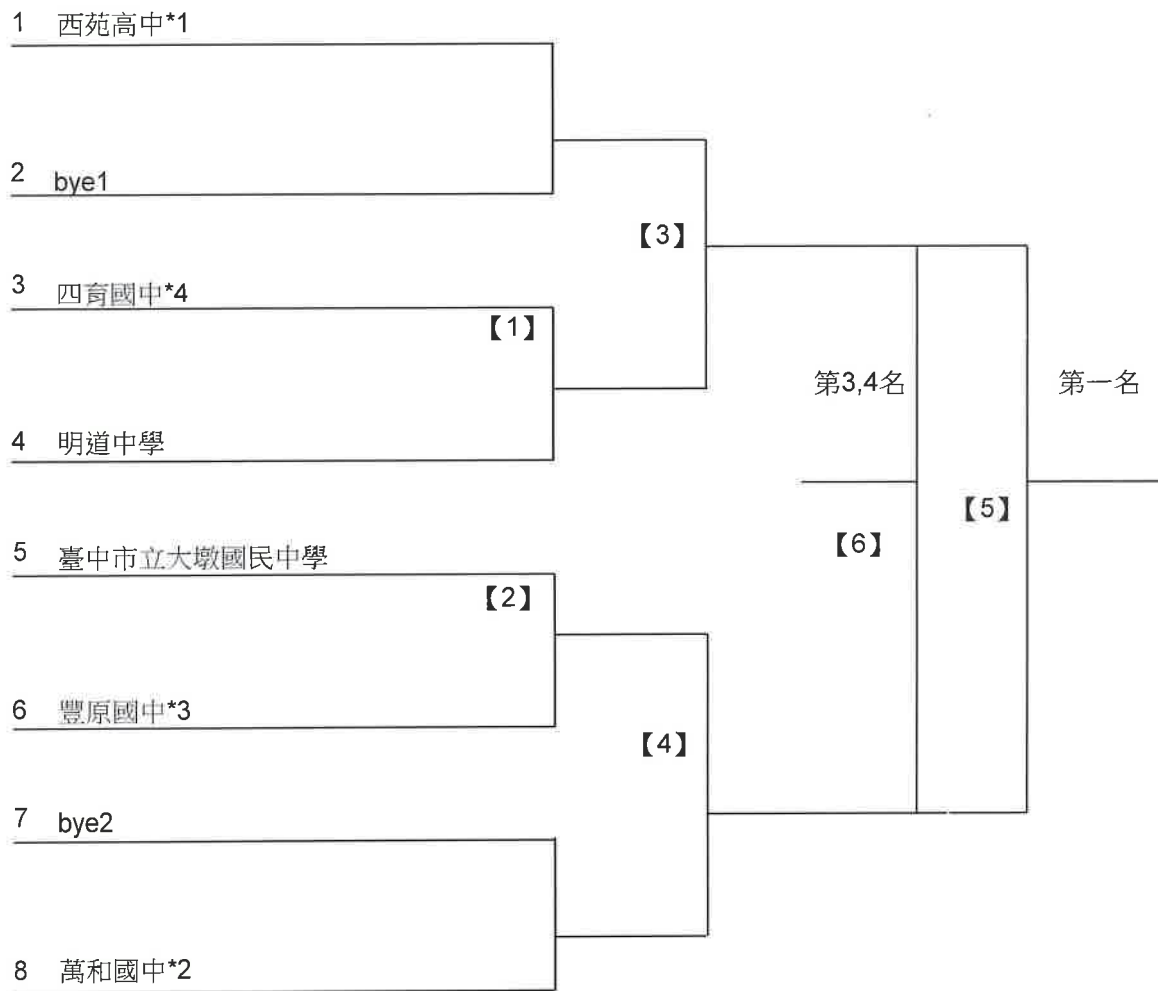 1 西苑高中*1
2 bye1
【3】
3 四育國中*4
【1】
第3,4名
第一名
4 明道中學
【5】
5 臺中市立大墩國民中學
【6】
【2】
6 豐原國中*3
【4】
7 bye2
8 萬和國中*2